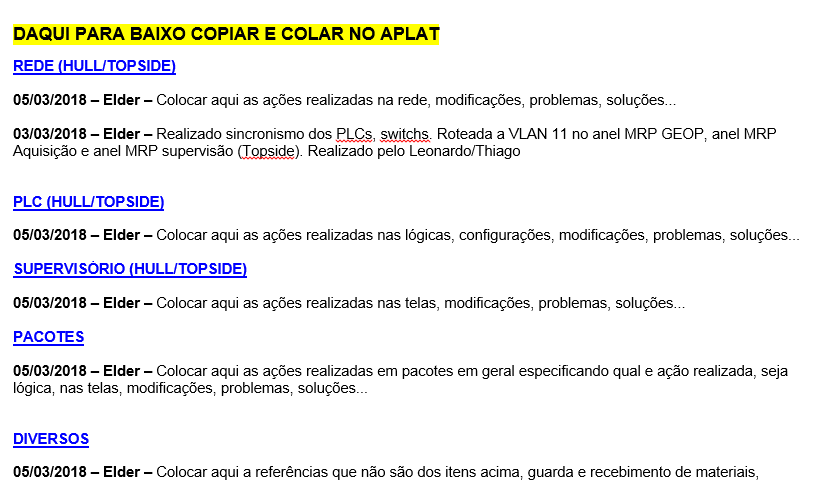 DAQUI PARA BAIXO COPIAR E COLAR NO APLAT
REDE (HULL/TOPSIDE)
05/03/2018 – Elder – Colocar aqui as ações realizadas na rede, modificações, problemas, soluções...
03/03/2018 – Elder – Realizado sincronismo dos PLCs, switchs. Roteada a VLAN 11 no anel MRP GEOP, anel MRP
Aquisição e anel MRP supervisão (Topside). Realizado pelo Leonardo/Thiago
PLC (HULL/TOPSIDE)
05/03/2018 – Elder – Colocar aqui as ações realizadas nas lógicas, configurações, modificações, problemas, soluções...
SUPERVISÓRIO (HULL/TOPSIDE)
05/03/2018 – Elder – Colocar aqui as ações realizadas nas telas, modificações, problemas, soluções...
PACOTES
05/03/2018 – Elder – Colocar aqui as ações realizadas em pacotes em geral especificando qual e ação realizada, seja
lógica, nas telas, modificações, problemas, soluções...
DIVERSOS
05/03/2018 – Elder – Colocar aqui a referências que não são dos itens acima, guarda e recebimento de materiais,